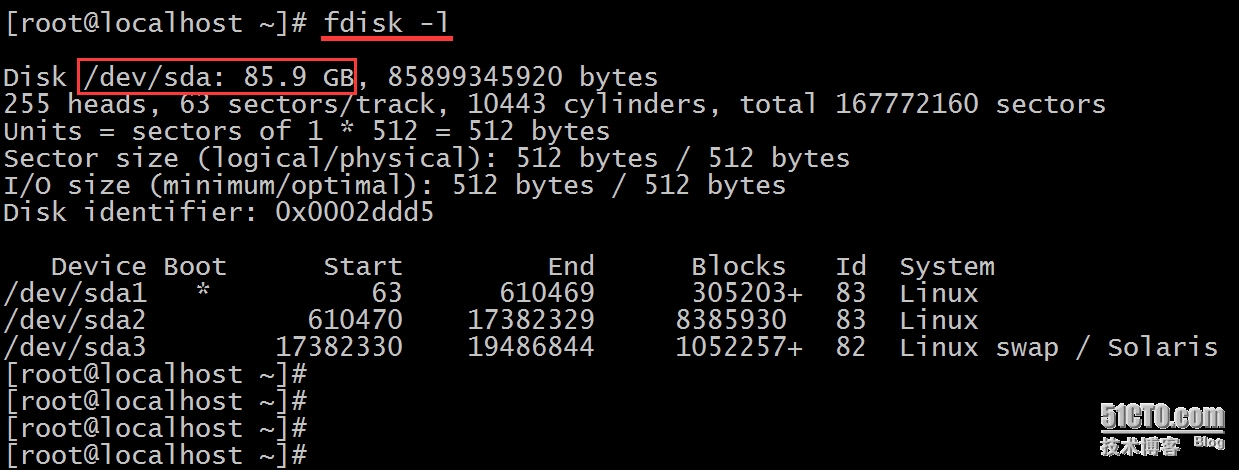 [root@localhost ~]# fdisk -l
Disk /dev/sda: 85.9 GB, 85899345920 bytes
255 heads, 63 sectors/track, 10443 cylinders, total 167772160 sectors
Units = sectors of 1 * 512 = 512 bytes
Sector size (logical/physical): 512 bytes / 512 bytes
I/O size (minimum/optimal): 512 bytes / 512 bytes
Disk identifier: 0x0002ddd5
Device Boot Start End Blocks Id System
/dev/sda1 * 63 610469 305203+ 83 Linux
/dev/sda2 610470 17382329 8385930 83 Linux
/dev/sda3 17382330 19486844 1052257+ 82 Linux swap / Solaris
[root@localhost ~]#
[root@localhost ~]#
[root@localhost ~]#
[root@localhost ~]#
51CTO.com
技术博客 Blog